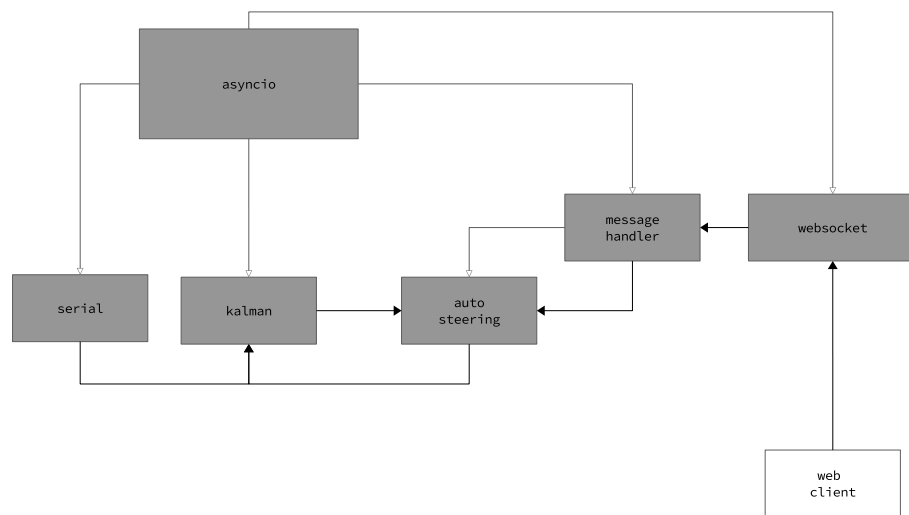 asyncio
message
handler
websocket
serial
kalman
auto
steering
web
client